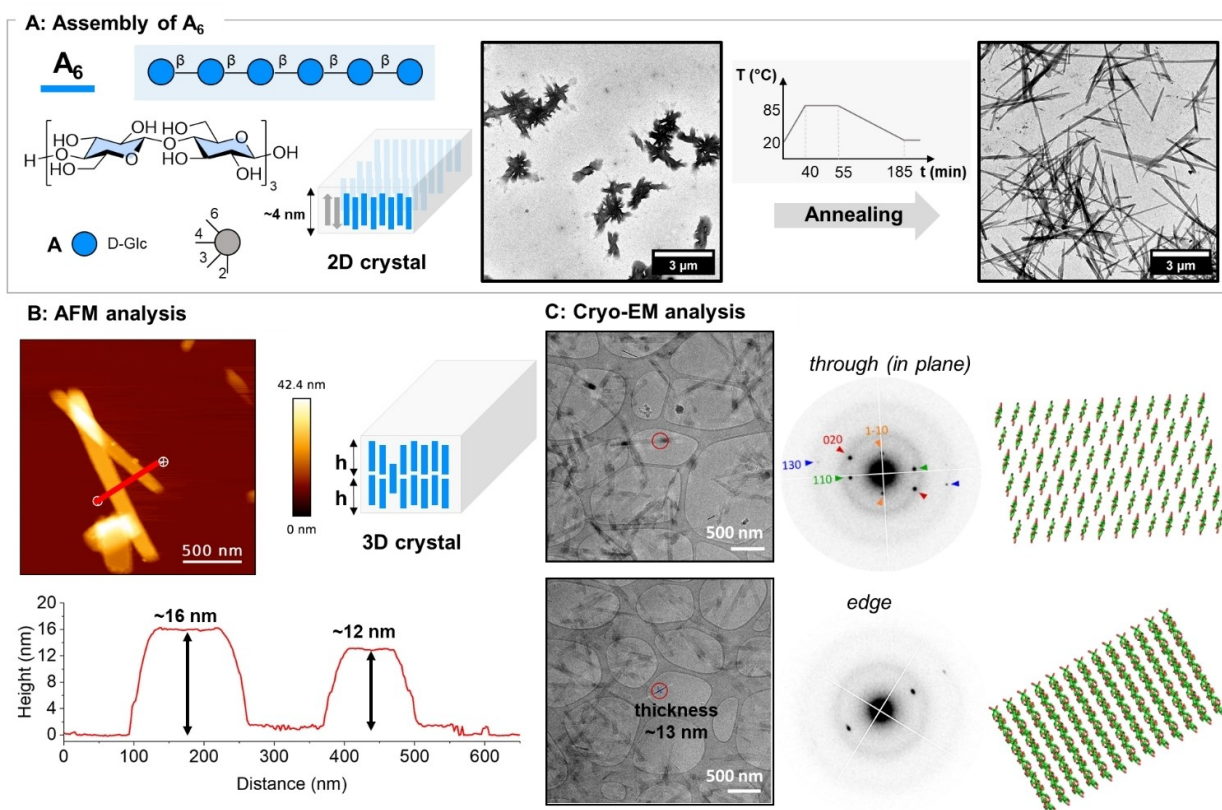 A: Assembly of A6
A6
β β β β β
HO OH OH
HO O O
H O HO O OH
HO HO 3
A D-Glc
6
4
3
2
~4 nm
2D crystal
3 µm
T (°C)
85
20
40 55 185 t (min)
Annealing
3 µm
B: AFM analysis
42.4 nm
0 nm
500 nm
h
h
3D crystal
20
16
12
8
4
0
Height (nm)
~16 nm
~12 nm
0 100 200 300 400 500 600
Distance (nm)
C: Cryo-EM analysis
500 nm
through (in plane)
1-10
020
130
110
thickness
~13 nm
500 nm
edge